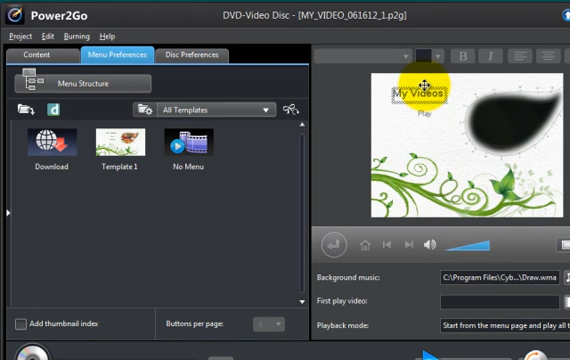 Power2Go
DVD-Video Disc - [MY_VIDEO_061612_1.p2g]
Project Edit Burning Help
Content Menu Preferences Disc Preferences
Menu Structure
All Templates
Download Template 1 No Menu
B I
My Videos
Play
Background music: C:\Program Files\Cyb...\Draw.wma
First play video:
Playback mode: Start from the menu page and play all t
Add thumbnail index Buttons per page: